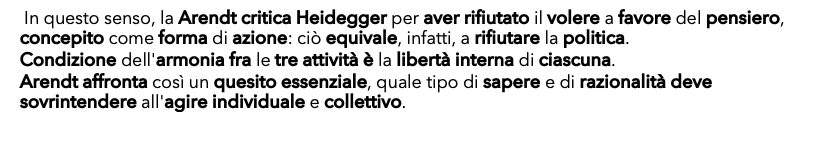 In questo senso, la Arendt critica Heidegger per aver rifiutato il volere a favore del pensiero,
concepito come forma di azione: ciò equivale, infatti, a rifiutare la politica.
Condizione dell'armonia fra le tre attività è la libertà interna di ciascuna.
Arendt affronta così un quesito essenziale, quale tipo di sapere e di razionalità deve
sovrintendere all'agire individuale e collettivo.